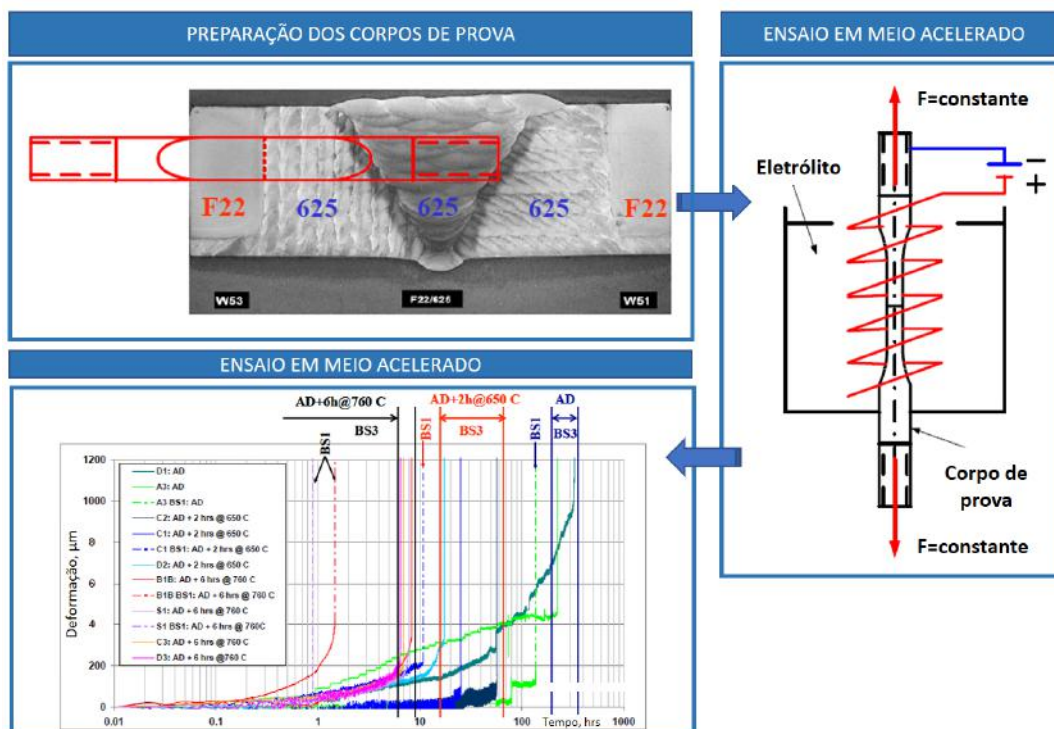 PREPARAÇÃO DOS CORPOS DE PROVA
F22
625
625
625
F22
W53
F22/625
W51
ENSAIO EM MEIO ACELERADO
F=constante
Eletrólito
−
+
Corpo de
prova
F=constante
ENSAIO EM MEIO ACELERADO
AD+6h@760 C
AD+2h@650 C
AD
BS3
BS1
BS3
BS1
BS3
BS1
Deformação, µm
1200
1000
8
6
4
200
0
D1: AD
A3: AD
A3 BS1: AD
C2: AD + 2 hrs @ 650 C
C1: AD + 2 hrs @ 650 C
C1 BS1: AD + 2 hrs @ 650 C
D2: AD + 2 hrs @ 650 C
B1B: AD + 6 hrs @ 760 C
B1B BS1: AD + 6 hrs @ 760 C
S1: AD + 6 hrs @ 760 C
S1 BS1: AD + 6 hrs @ 760C
C3: AD + 6 hrs @ 760 C
D3: AD + 6 hrs @760 C
0.01
0.1
1
10
100
Tempo, hrs
1000